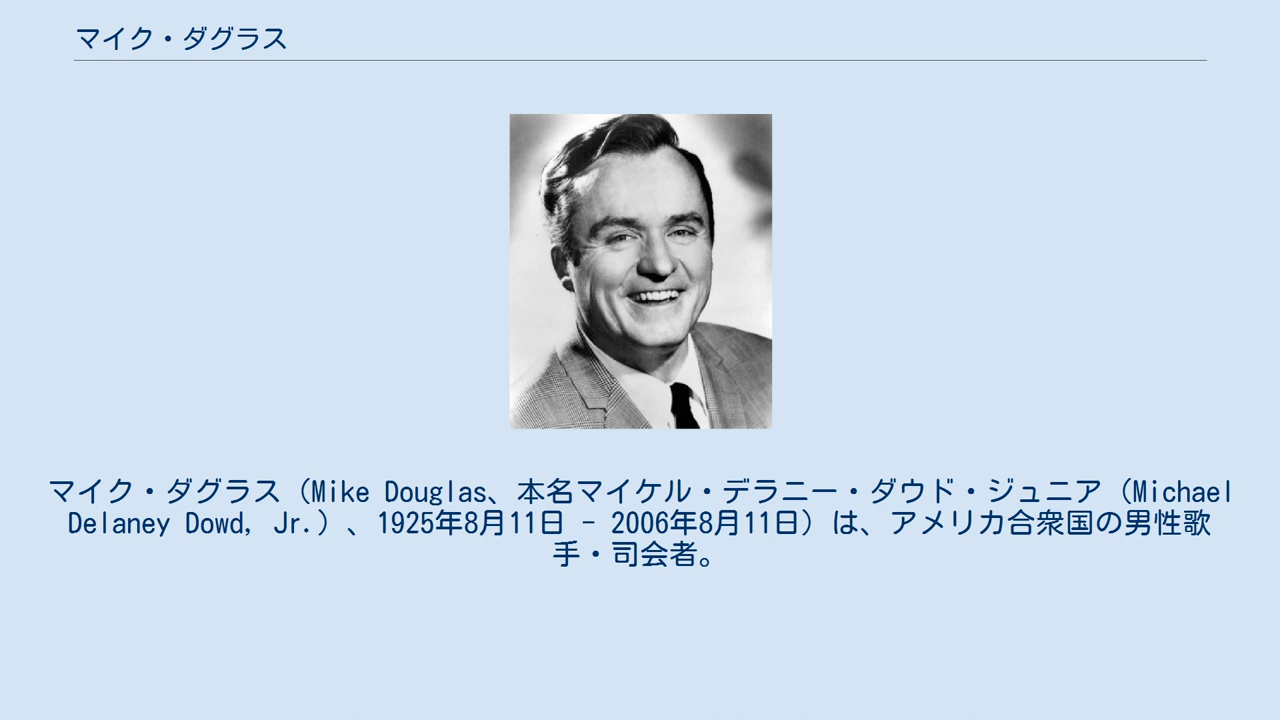 マイク・ダグラス
マイク・ダグラス（Mike Douglas、本名マイケル・デラニー・ダウド・ジュニア（Michael
Delaney Dowd, Jr.）、1925年8月11日 - 2006年8月11日）は、アメリカ合衆国の男性歌
手・司会者。